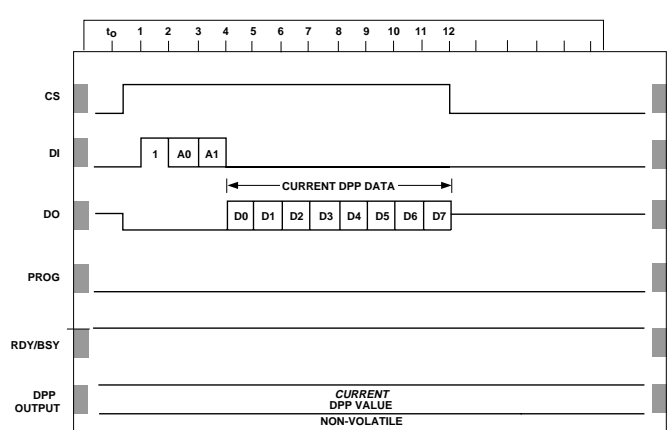 to 1 2 3 4 5 6 7 8 9 10 11 12
CS
DI 1 A0 A1
CURRENT DPP DATA
DO D0 D1 D2 D3 D4 D5 D6 D7
PROG
RDY/BSY
DPP
OUTPUT
CURRENT
DPP VALUE
NON-VOLATILE